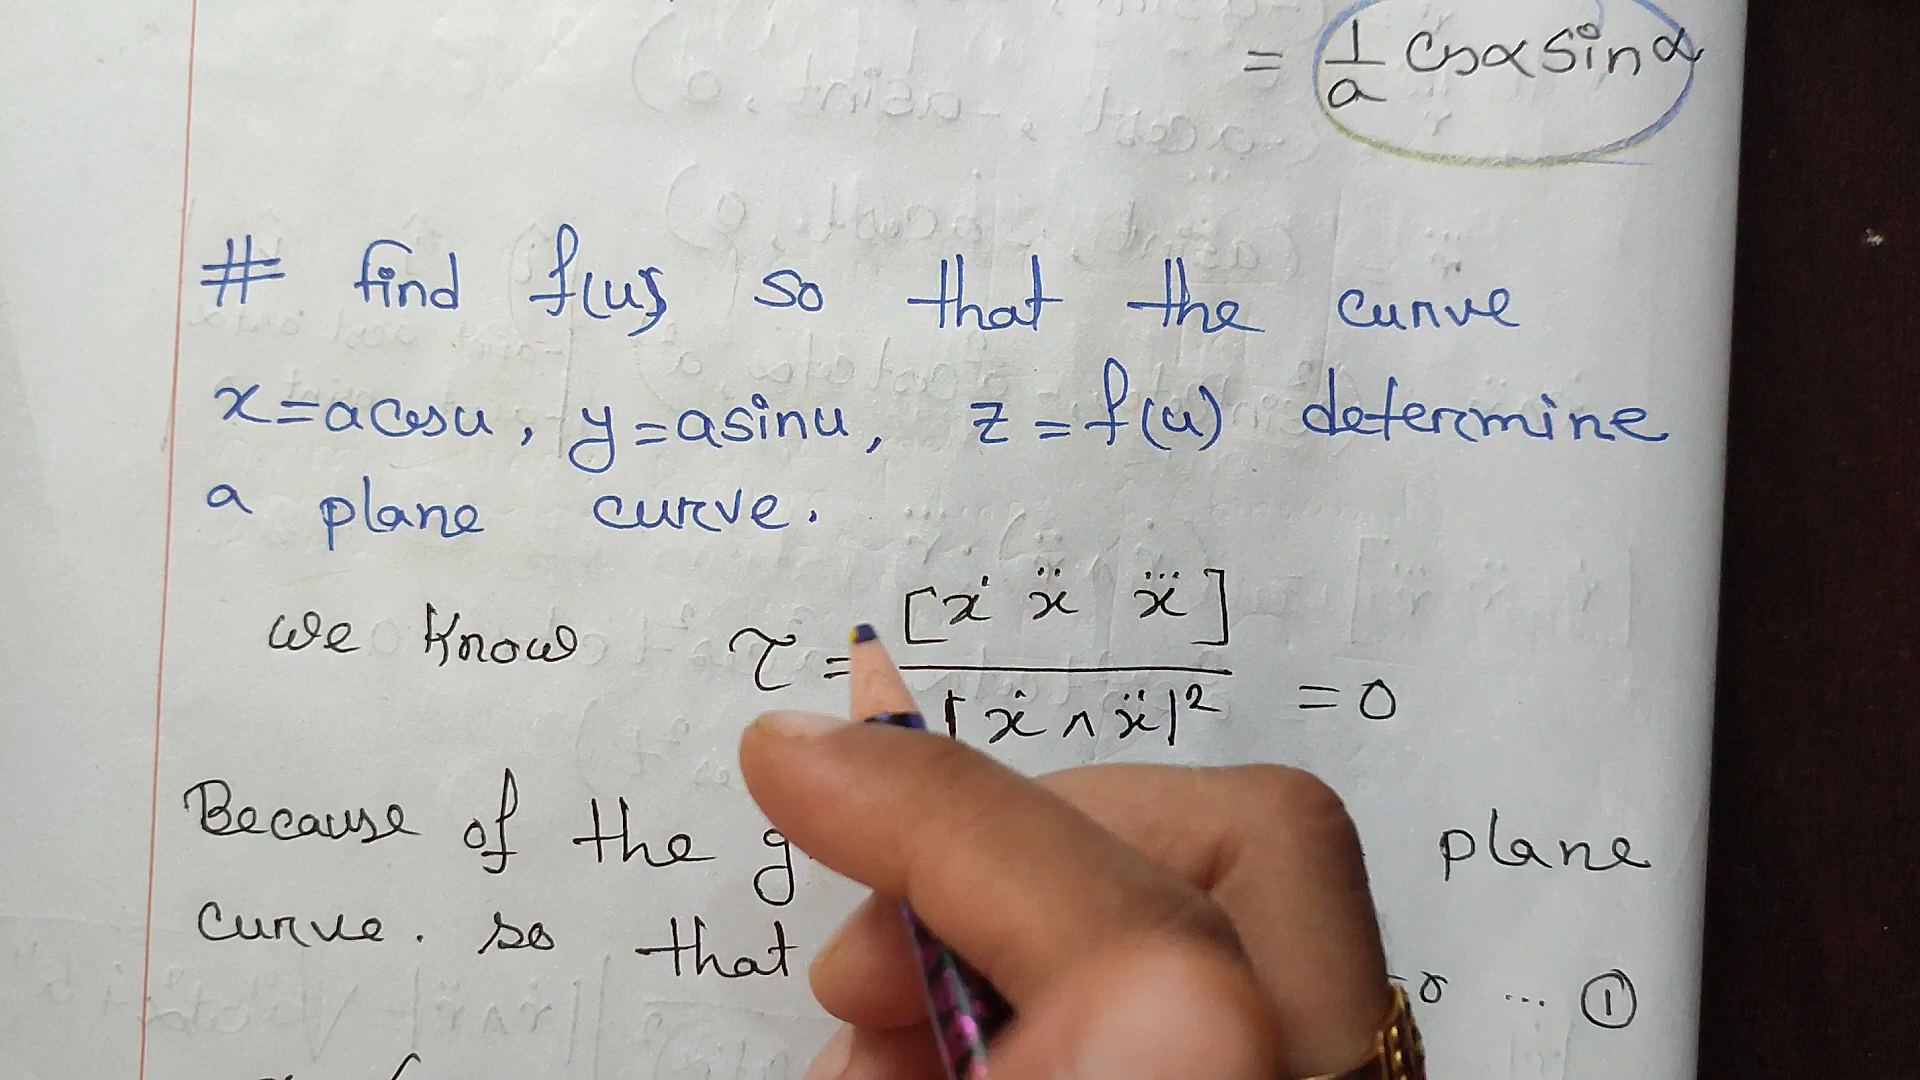 = 1/a cosα sinα
# find f(u) so that the curve
x=acosu, y=asinu, z=f(u) determine
a plane curve.
we know τ = [ẋ ẍ x⃛] / |ẋ ∧ ẍ|² = 0
Because of the plane
curve. so that ... ①